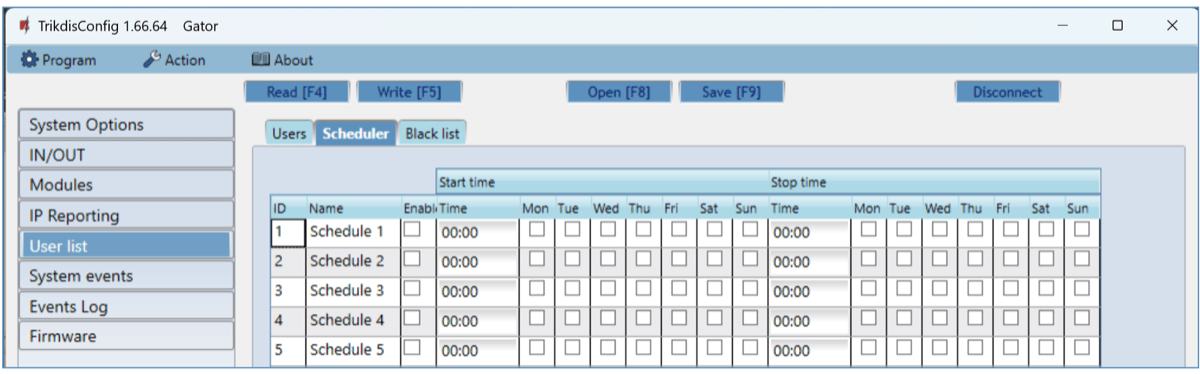 TrikdisConfig 1.66.64 Gator
Program Action About
Read [F4] Write [F5] Open [F8] Save [F9] Disconnect
System Options
IN/OUT
Modules
IP Reporting
User list
System events
Events Log
Firmware
Users Scheduler Black list
Start time Stop time
ID Name Enabl Time Mon Tue Wed Thu Fri Sat Sun Time Mon Tue Wed Thu Fri Sat Sun
1 Schedule 1 00:00 00:00
2 Schedule 2 00:00 00:00
3 Schedule 3 00:00 00:00
4 Schedule 4 00:00 00:00
5 Schedule 5 00:00 00:00